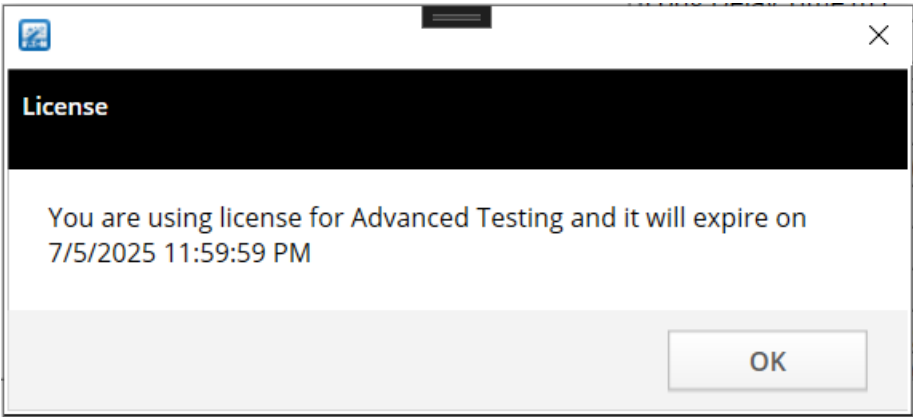 License
You are using license for Advanced Testing and it will expire on
7/5/2025 11:59:59 PM
OK